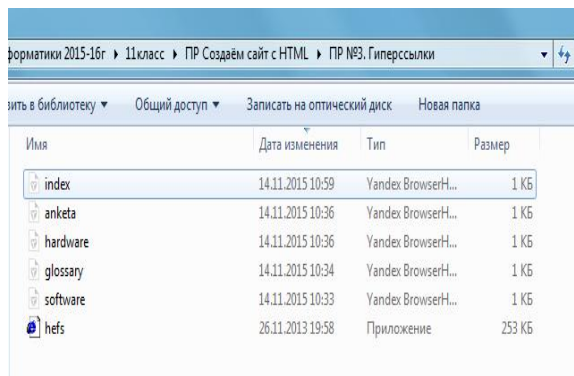 форматики 2015-16г ▸ 11класс ▸ ПР Создаём сайт с HTML ▸ ПР №3. Гиперссылки
вить в библиотеку Общий доступ Записать на оптический диск Новая папка
Имя Дата изменения Тип Размер
index 14.11.2015 10:59 Yandex BrowserH... 1 КБ
anketa 14.11.2015 10:36 Yandex BrowserH... 1 КБ
hardware 14.11.2015 10:36 Yandex BrowserH... 1 КБ
glossary 14.11.2015 10:34 Yandex BrowserH... 1 КБ
software 14.11.2015 10:33 Yandex BrowserH... 1 КБ
hefs 26.11.2013 19:58 Приложение 253 КБ